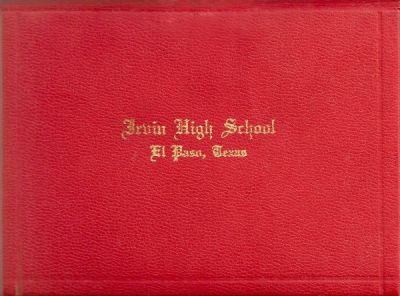 Irvin High School
El Paso, Texas